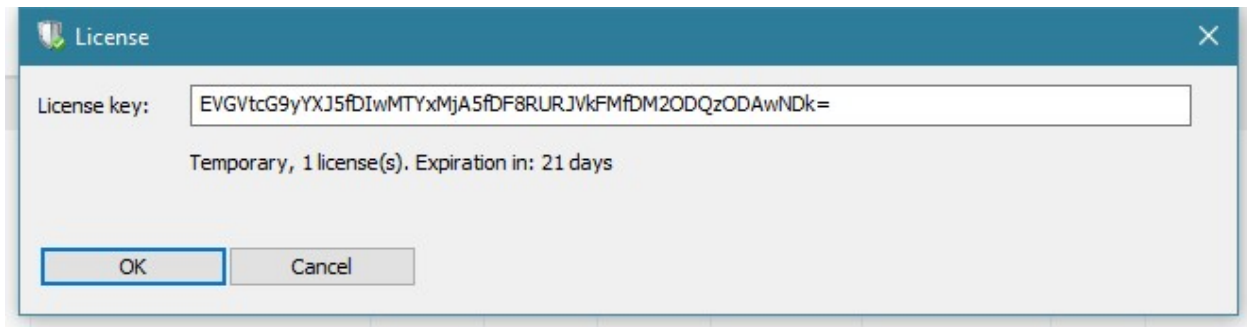 License
License key: EVGVtcG9yYXJ5fDIwMTYxMjA5fDF8RURJVkFMfDM2ODQzODAwNDk=
Temporary, 1 license(s). Expiration in: 21 days
OK Cancel